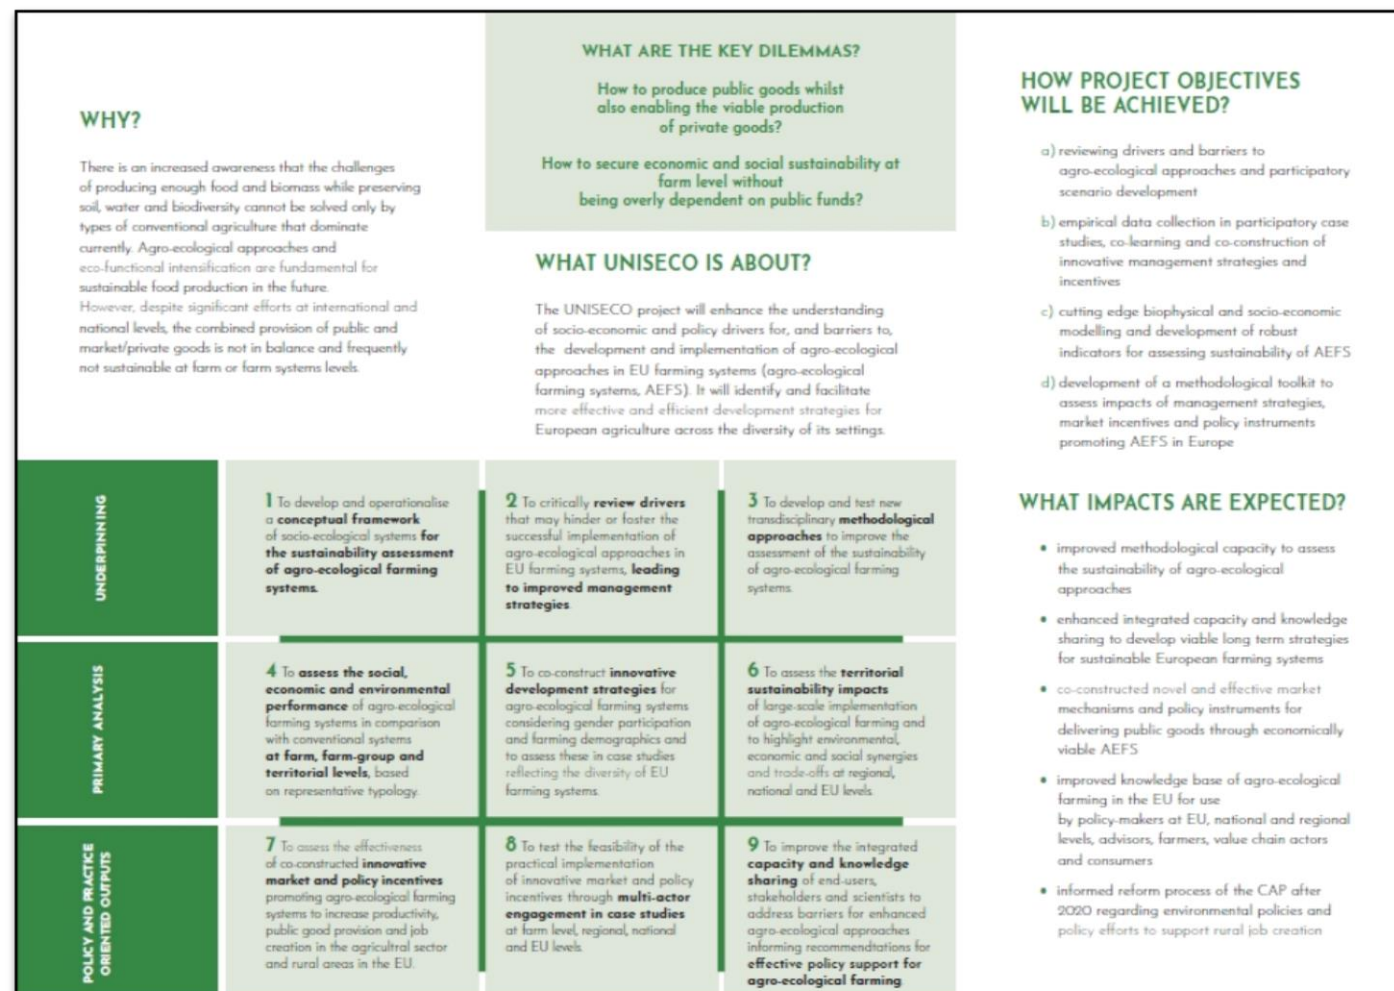 WHY?
There is an increased awareness that the challenges
of producing enough food and biomass while preserving
soil, water and biodiversity cannot be solved only by
types of conventional agriculture that dominate
currently. Agro-ecological approaches and
eco-functional intensification are fundamental for
sustainable food production in the future.
However, despite significant efforts at international and
national levels, the combined provision of public and
market/private goods is not in balance and frequently
not sustainable at farm or farm systems levels.
WHAT ARE THE KEY DILEMMAS?
How to produce public goods whilst
also enabling the viable production
of private goods?
How to secure economic and social sustainability at
farm level without
being overly dependent on public funds?
WHAT UNISECO IS ABOUT?
The UNISECO project will enhance the understanding
of socio-economic and policy drivers for, and barriers to,
the development and implementation of agro-ecological
approaches in EU farming systems (agro-ecological
farming systems, AEFS). It will identify and facilitate
more effective and efficient development strategies for
European agriculture across the diversity of its settings.
HOW PROJECT OBJECTIVES
WILL BE ACHIEVED?
a) reviewing drivers and barriers to
agro-ecological approaches and participatory
scenario development
b) empirical data collection in participatory case
studies, co-learning and co-construction of
innovative management strategies and
incentives
c) cutting edge biophysical and socio-economic
modelling and development of robust
indicators for assessing sustainability of AEFS
d) development of a methodological toolkit to
assess impacts of management strategies,
market incentives and policy instruments
promoting AEFS in Europe
WHAT IMPACTS ARE EXPECTED?
• improved methodological capacity to assess
the sustainability of agro-ecological
approaches
• enhanced integrated capacity and knowledge
sharing to develop viable long term strategies
for sustainable European farming systems
• co-constructed novel and effective market
mechanisms and policy instruments for
delivering public goods through economically
viable AEFS
• improved knowledge base of agro-ecological
farming in the EU for use
by policy-makers at EU, national and regional
levels, advisors, farmers, value chain actors
and consumers
• informed reform process of the CAP after
2020 regarding environmental policies and
policy efforts to support rural job creation
UNDERPINNING
1 To develop and operationalise
a conceptual framework
of socio-ecological systems for
the sustainability assessment
of agro-ecological farming
systems.
2 To critically review drivers
that may hinder or foster the
successful implementation of
agro-ecological approaches in
EU farming systems, leading
to improved management
strategies.
3 To develop and test new
transdisciplinary methodological
approaches to improve the
assessment of the sustainability
of agro-ecological farming
systems.
PRIMARY ANALYSIS
4 To assess the social,
economic and environmental
performance of agro-ecological
farming systems in comparison
with conventional systems
at farm, farm-group and
territorial levels, based
on representative typology.
5 To co-construct innovative
development strategies for
agro-ecological farming systems
considering gender participation
and farming demographics and
to assess these in case studies
reflecting the diversity of EU
farming systems.
6 To assess the territorial
sustainability impacts
of large-scale implementation
of agro-ecological farming and
to highlight environmental,
economic and social synergies
and trade-offs at regional,
national and EU levels.
POLICY AND PRACTICE
ORIENTED OUTPUTS
7 To assess the effectiveness
of co-constructed innovative
market and policy incentives
promoting agro-ecological farming
systems to increase productivity,
public good provision and job
creation in the agricultral sector
and rural areas in the EU.
8 To test the feasibility of the
practical implementation
of innovative market and policy
incentives through multi-actor
engagement in case studies
at farm level, regional, national
and EU levels.
9 To improve the integrated
capacity and knowledge
sharing of end-users,
stakeholders and scientists to
address barriers for enhanced
agro-ecological approaches
informing recommendtations for
effective policy support for
agro-ecological farming